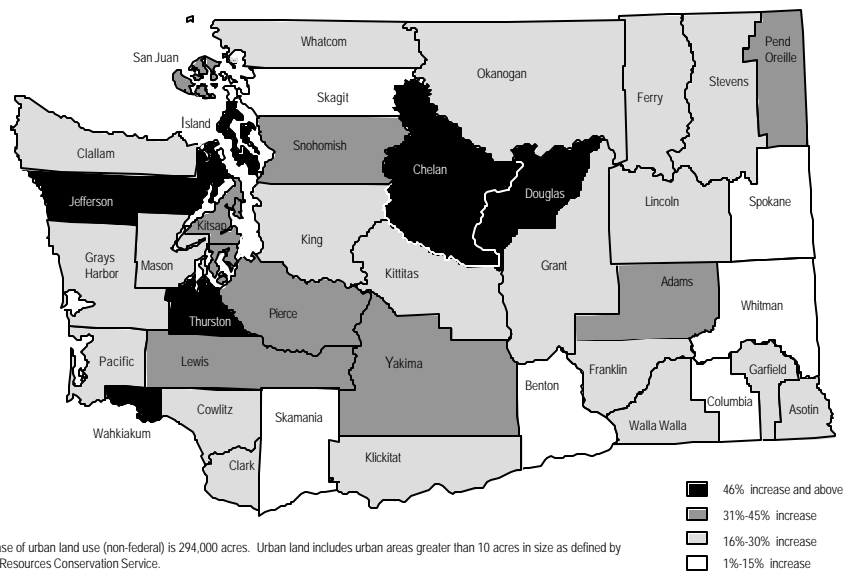 Whatcom
San Juan
Okanogan
Pend
Oreille
Stevens
Ferry
Skagit
Island
Snohomish
Clallam
Chelan
Jefferson
Douglas
Lincoln
Spokane
Kitsap
King
Grays
Harbor
Mason
Kittitas
Grant
Adams
Whitman
Thurston
Pierce
Pacific
Lewis
Yakima
Benton
Franklin
Garfield
Cowlitz
Skamania
Columbia
Asotin
Wahkiakum
Walla Walla
Clark
Klickitat
46% increase and above
31%-45% increase
16%-30% increase
1%-15% increase
se of urban land use (non-federal) is 294,000 acres. Urban land includes urban areas greater than 10 acres in size as defined by
Resources Conservation Service.